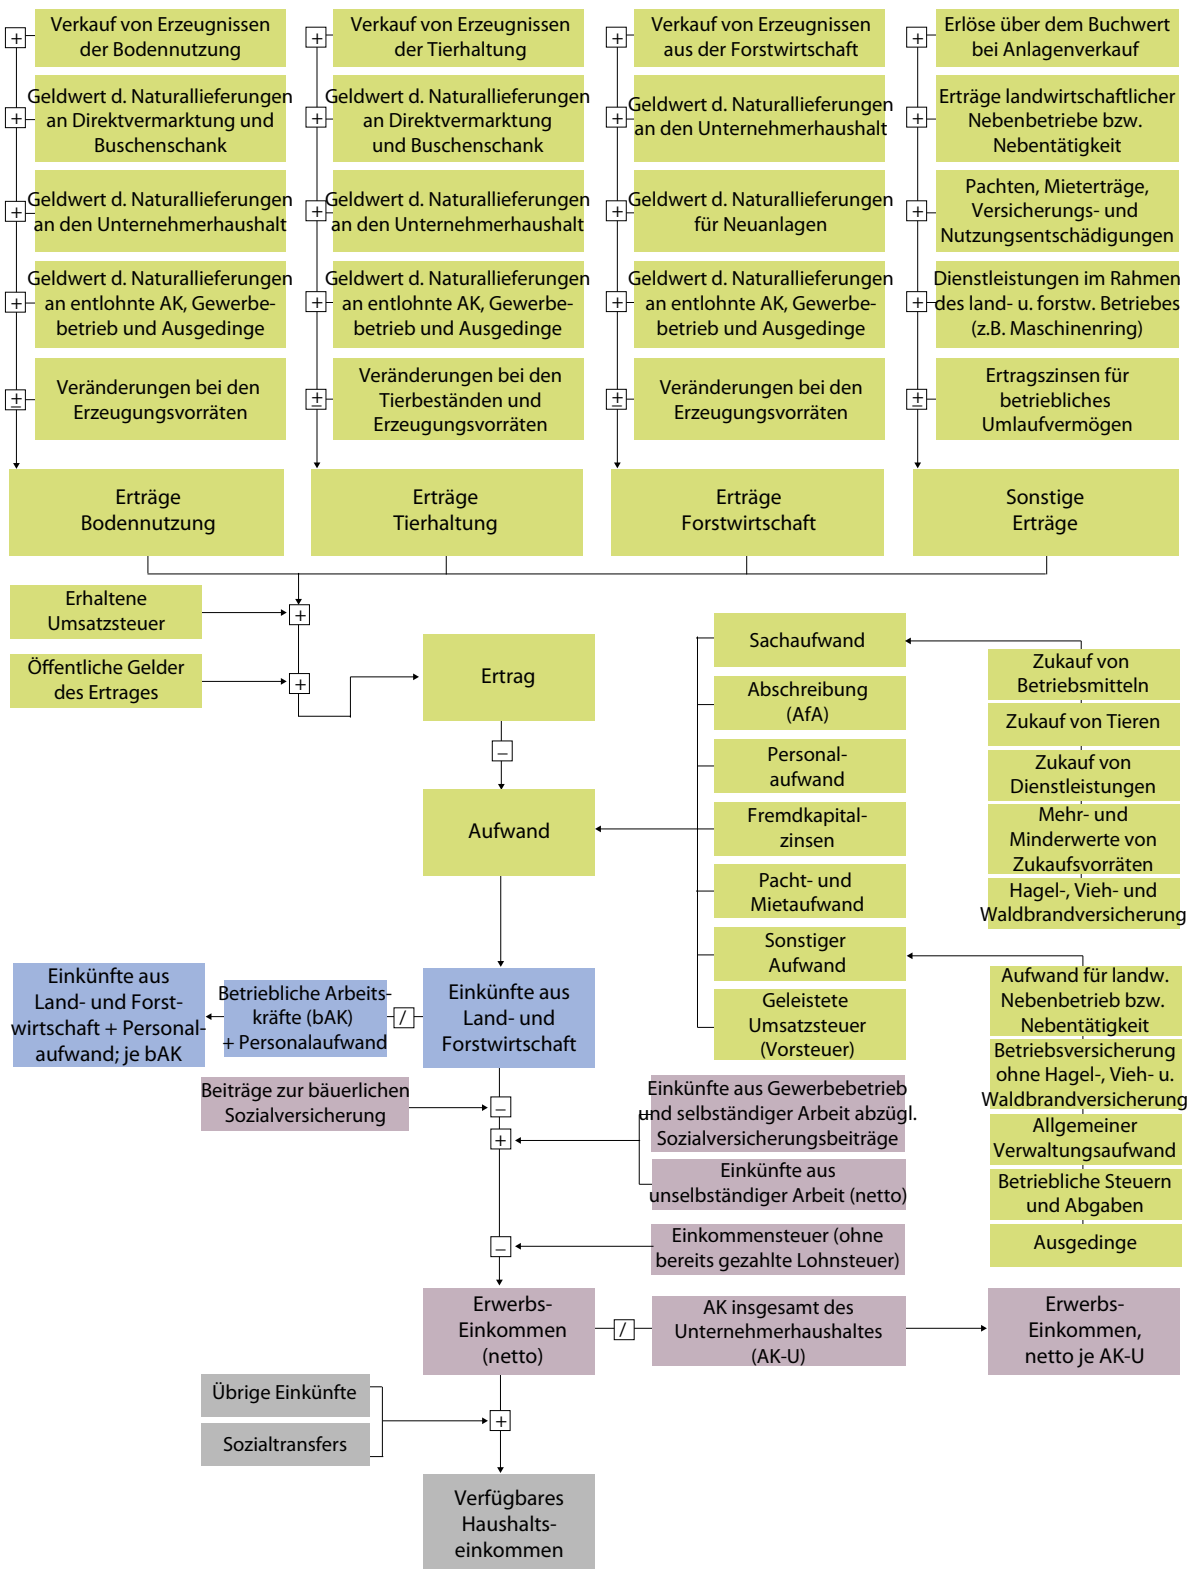 Verkauf von Erzeugnissen
der Bodennutzung
+
Geldwert d. Naturallieferungen
an Direktvermarktung und
Buschenschank
+
Geldwert d. Naturallieferungen
an den Unternehmerhaushalt
+
Geldwert d. Naturallieferungen
an entlohnte AK, Gewerbe-
betrieb und Ausgedinge
+
Veränderungen bei den
Erzeugungsvorräten
±
Erträge
Bodennutzung
Verkauf von Erzeugnissen
der Tierhaltung
+
Geldwert d. Naturallieferungen
an Direktvermarktung
und Buschenschank
+
Geldwert d. Naturallieferungen
an den Unternehmerhaushalt
+
Geldwert d. Naturallieferungen
an entlohnte AK, Gewerbe-
betrieb und Ausgedinge
+
Veränderungen bei den
Tierbeständen und
Erzeugungsvorräten
±
Erträge
Tierhaltung
Verkauf von Erzeugnissen
aus der Forstwirtschaft
+
Geldwert d. Naturallieferungen
an den Unternehmerhaushalt
+
Geldwert d. Naturallieferungen
für Neuanlagen
+
Geldwert d. Naturallieferungen
an entlohnte AK, Gewerbe-
betrieb und Ausgedinge
+
Veränderungen bei den
Erzeugungsvorräten
±
Erträge
Forstwirtschaft
Erlöse über dem Buchwert
bei Anlagenverkauf
+
Erträge landwirtschaftlicher
Nebenbetriebe bzw.
Nebentätigkeit
+
Pachten, Mieterträge,
Versicherungs- und
Nutzungsentschädigungen
+
Dienstleistungen im Rahmen
des land- u. forstw. Betriebes
(z.B. Maschinenring)
+
Ertragszinsen für
betriebliches
Umlaufvermögen
±
Sonstige
Erträge
Erhaltene
Umsatzsteuer
+
Öffentliche Gelder
des Ertrages
+
Ertrag
−
Aufwand
Sachaufwand
Abschreibung
(AfA)
Personal-
aufwand
Fremdkapital-
zinsen
Pacht- und
Mietaufwand
Sonstiger
Aufwand
Geleistete
Umsatzsteuer
(Vorsteuer)
Zukauf von
Betriebsmitteln
Zukauf von Tieren
Zukauf von
Dienstleistungen
Mehr- und
Minderwerte von
Zukaufsvorräten
Hagel-, Vieh- und
Waldbrandversicherung
Aufwand für landw.
Nebenbetrieb bzw.
Nebentätigkeit
Betriebsversicherung
ohne Hagel-, Vieh- u.
Waldbrandversicherung
Allgemeiner
Verwaltungsaufwand
Betriebliche Steuern
und Abgaben
Ausgedinge
Einkünfte aus
Land- und Forst-
wirtschaft + Personal-
aufwand; je bAK
Betriebliche Arbeits-
kräfte (bAK)
+ Personalaufwand
/
Einkünfte aus
Land- und
Forstwirtschaft
Beiträge zur bäuerlichen
Sozialversicherung
−
+
Einkünfte aus Gewerbebetrieb
und selbständiger Arbeit abzügl.
Sozialversicherungsbeiträge
Einkünfte aus
unselbständiger Arbeit (netto)
−
Einkommensteuer (ohne
bereits gezahlte Lohnsteuer)
Erwerbs-
Einkommen
(netto)
/
AK insgesamt des
Unternehmerhaushaltes
(AK-U)
Erwerbs-
Einkommen,
netto je AK-U
Übrige Einkünfte
Sozialtransfers
+
Verfügbares
Haushalts-
einkommen